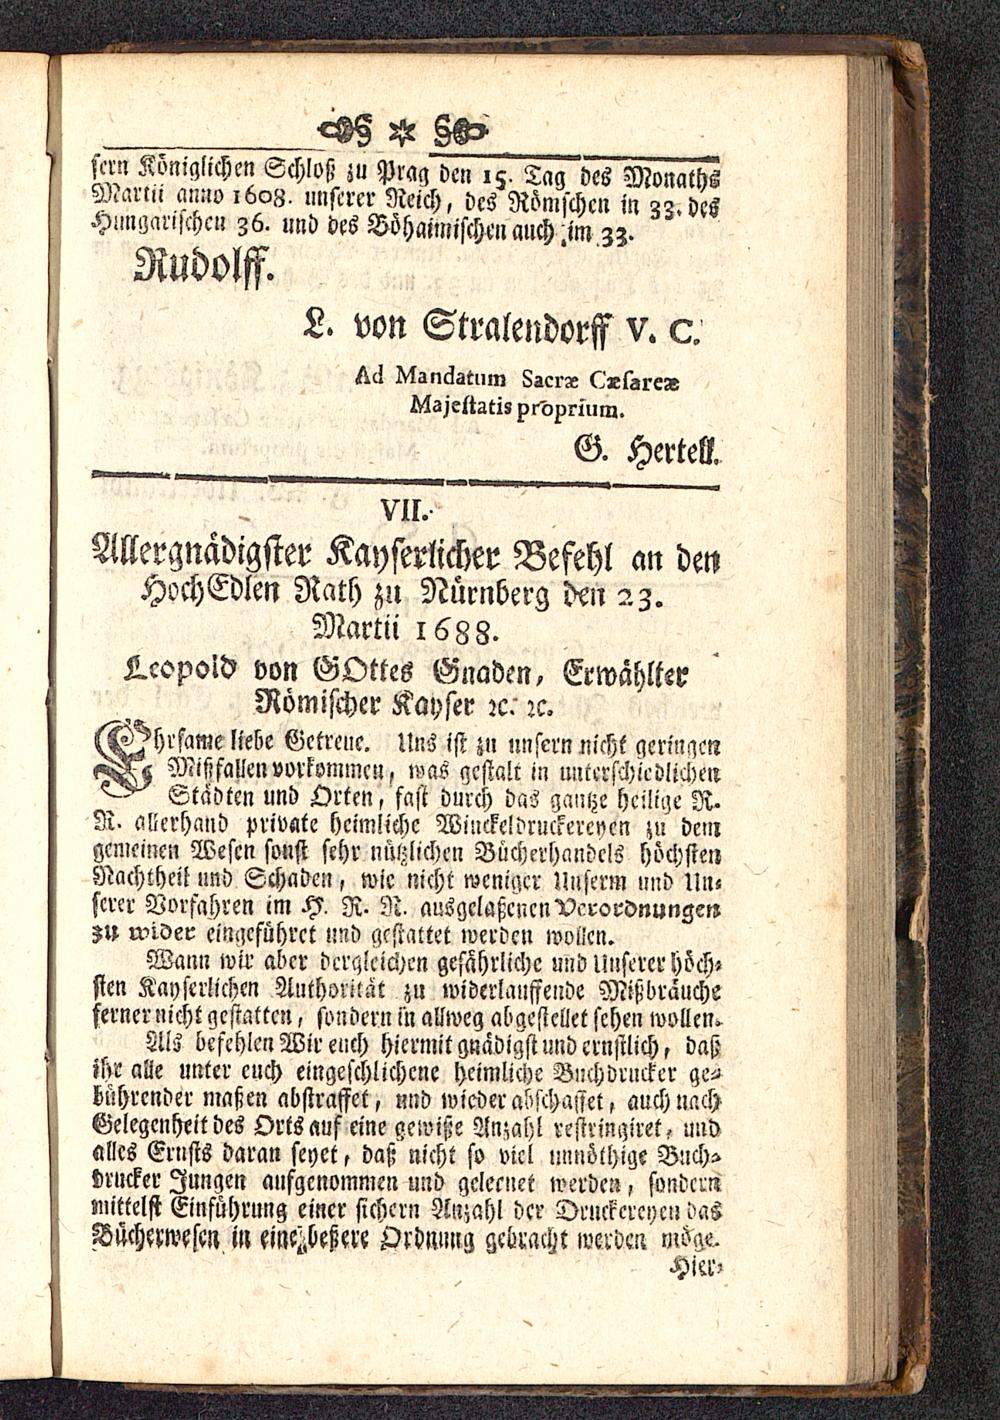 sern Königlichen Schloß zu Prag den 15. Tag des Monaths
Martii anno 1608. unserer Reich, des Römschen in 33. des
Hungarischen 36. und des Böhaimischen auch im 33.
Rudolff.
L. von Stralendorff V. C.
Ad Mandatum Sacræ Cæsareæ
Majestatis proprium.
G. Hertell.
VII.
Allergnädigster Kayserlicher Befehl an den
HochEdlen Rath zu Nürnberg den 23.
Martii 1688.
Leopold von GOttes Gnaden, Erwählter
Römischer Kayser ꝛc. ꝛc.
Ehrsame liebe Getreue. Uns ist zu unsern nicht geringen
Mißfallen vorkommen, was gestalt in unterschiedlichen
Städten und Orten, fast durch das gantze heilige R.
R. allerhand private heimliche Winckeldruckereyen zu dem
gemeinen Wesen sonst sehr nützlichen Bücherhandels höchsten
Nachtheil und Schaden, wie nicht weniger Unserm und Un-
serer Vorfahren im H. R. R. ausgelaßenen Verordnungen
zu wider eingeführet und gestattet werden wollen.
Wann wir aber dergleichen gefährliche und Unserer höch-
sten Kayserlichen Authorität zu widerlauffende Mißbräuche
ferner nicht gestatten, sondern in allweg abgestellet sehen wollen.
Als befehlen Wir euch hiermit gnädigst und ernstlich, daß
ihr alle unter euch eingeschlichene heimliche Buchdrucker ge-
bührender maßen abstraffet, und wieder abschaffet, auch nach
Gelegenheit des Orts auf eine gewiße Anzahl restringiret, und
alles Ernsts daran seyet, daß nicht so viel unnöthige Buch-
drucker Jungen aufgenommen und gelernet werden, sondern
mittelst Einführung einer sichern Anzahl der Druckereyen das
Bücherwesen in eine beßere Ordnung gebracht werden möge.
Hier-